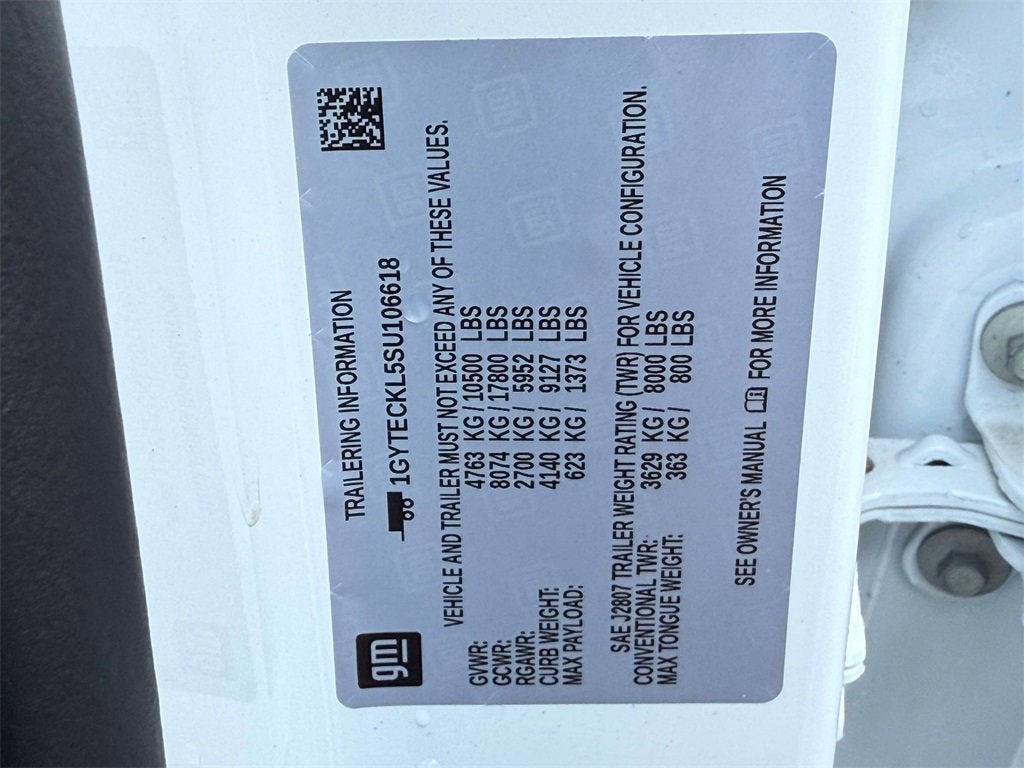 gm
TRAILERING INFORMATION
1GYTECKL5SU106618
VEHICLE AND TRAILER MUST NOT EXCEED ANY OF THESE VALUES.
GVWR: 4763 KG / 10500 LBS
GCWR: 8074 KG / 17800 LBS
RGAWR: 2700 KG / 5952 LBS
CURB WEIGHT: 4140 KG / 9127 LBS
MAX PAYLOAD: 623 KG / 1373 LBS
SAE J2807 TRAILER WEIGHT RATING (TWR) FOR VEHICLE CONFIGURATION.
CONVENTIONAL TWR: 3629 KG / 8000 LBS
MAX TONGUE WEIGHT: 363 KG / 800 LBS
SEE OWNER'S MANUAL FOR MORE INFORMATION